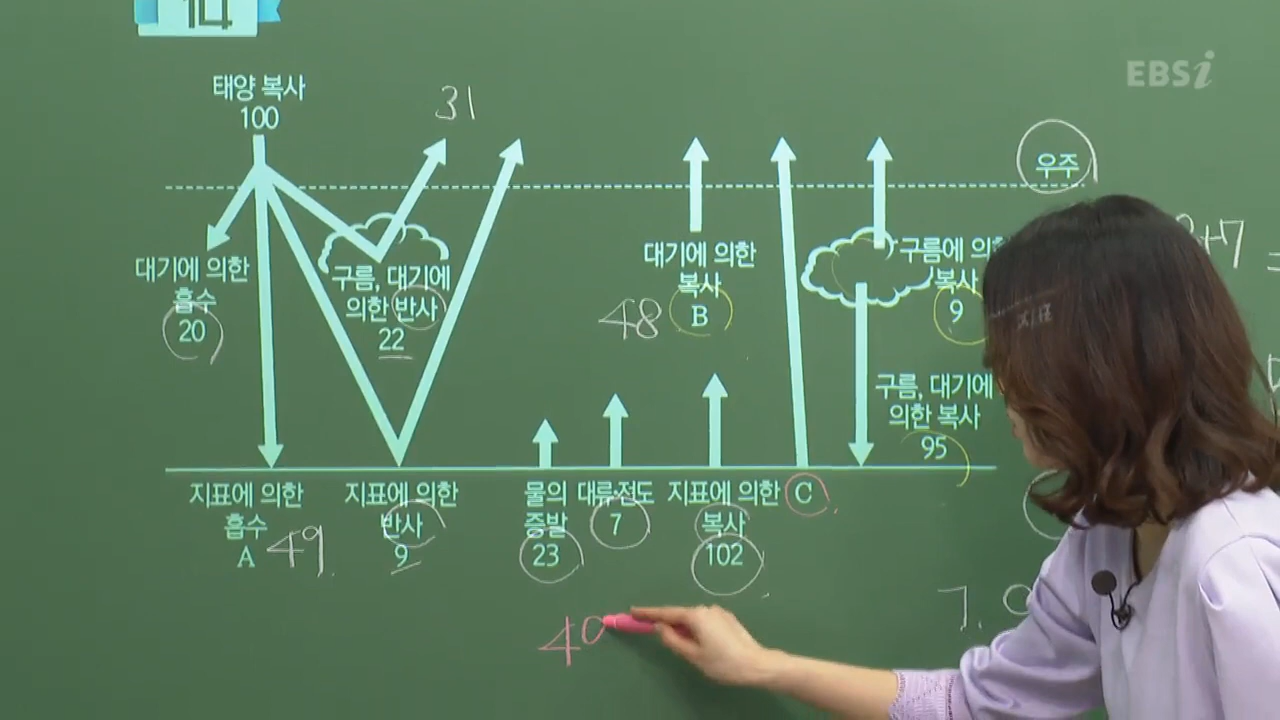 14
EBSi
태양 복사
100
31
우주
대기에 의한
흡수
20
구름, 대기에
의한 반사
22
대기에 의한
복사
B
48
구름에 의한
복사
9
지표
+7
구름, 대기에
의한 복사
95
지표에 의한
흡수
A
49
지표에 의한
반사
9
물의
증발
23
대류·전도
7
지표에 의한
복사
102
C